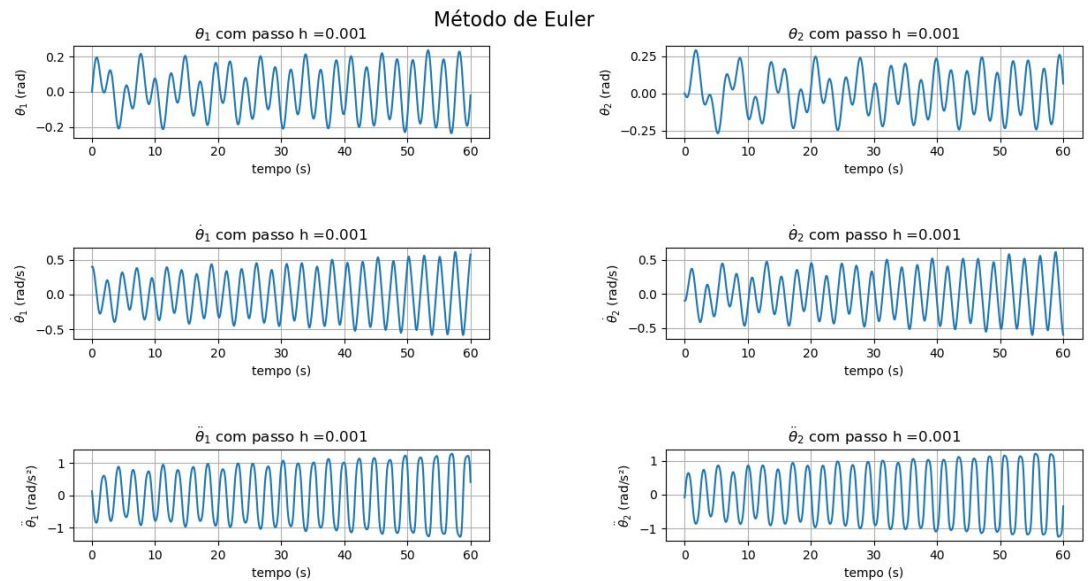 Método de Euler
θ₁ com passo h =0.001
θ₂ com passo h =0.001
θ₁ (rad)
0.2
0.0
−0.2
0 10 20 30 40 50 60
tempo (s)
θ₂ (rad)
0.25
0.00
−0.25
0 10 20 30 40 50 60
tempo (s)
θ̇₁ com passo h =0.001
θ̇₂ com passo h =0.001
θ̇₁ (rad/s)
0.5
0.0
−0.5
0 10 20 30 40 50 60
tempo (s)
θ̇₂ (rad/s)
0.5
0.0
−0.5
0 10 20 30 40 50 60
tempo (s)
θ̈₁ com passo h =0.001
θ̈₂ com passo h =0.001
θ̈₁ (rad/s²)
1
0
−1
0 10 20 30 40 50 60
tempo (s)
θ̈₂ (rad/s²)
1
0
−1
0 10 20 30 40 50 60
tempo (s)